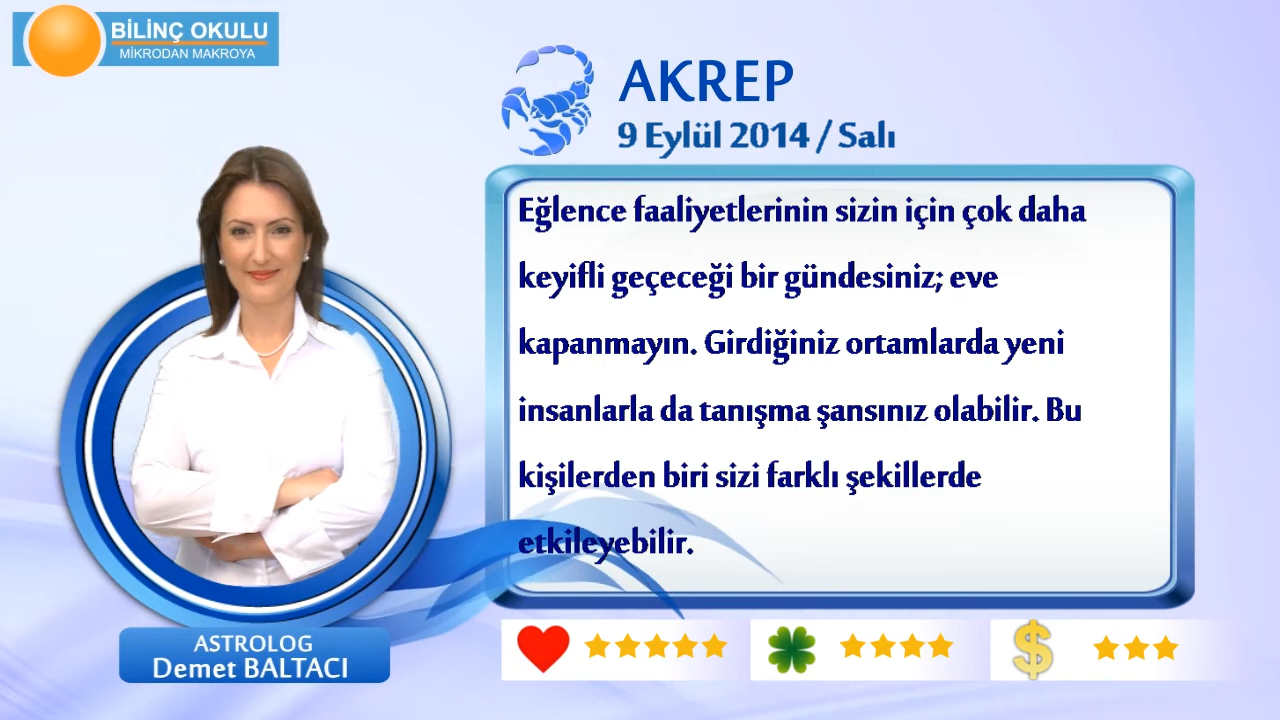 BİLİNÇ OKULU
MİKRODAN MAKROYA
AKREP
9 Eylül 2014 / Salı
Eğlence faaliyetlerinin sizin için çok daha
keyifli geçeceği bir gündesiniz; eve
kapanmayın. Girdiğiniz ortamlarda yeni
insanlarla da tanışma şansınız olabilir. Bu
kişilerden biri sizi farklı şekillerde
etkileyebilir.
ASTROLOG
Demet BALTACI